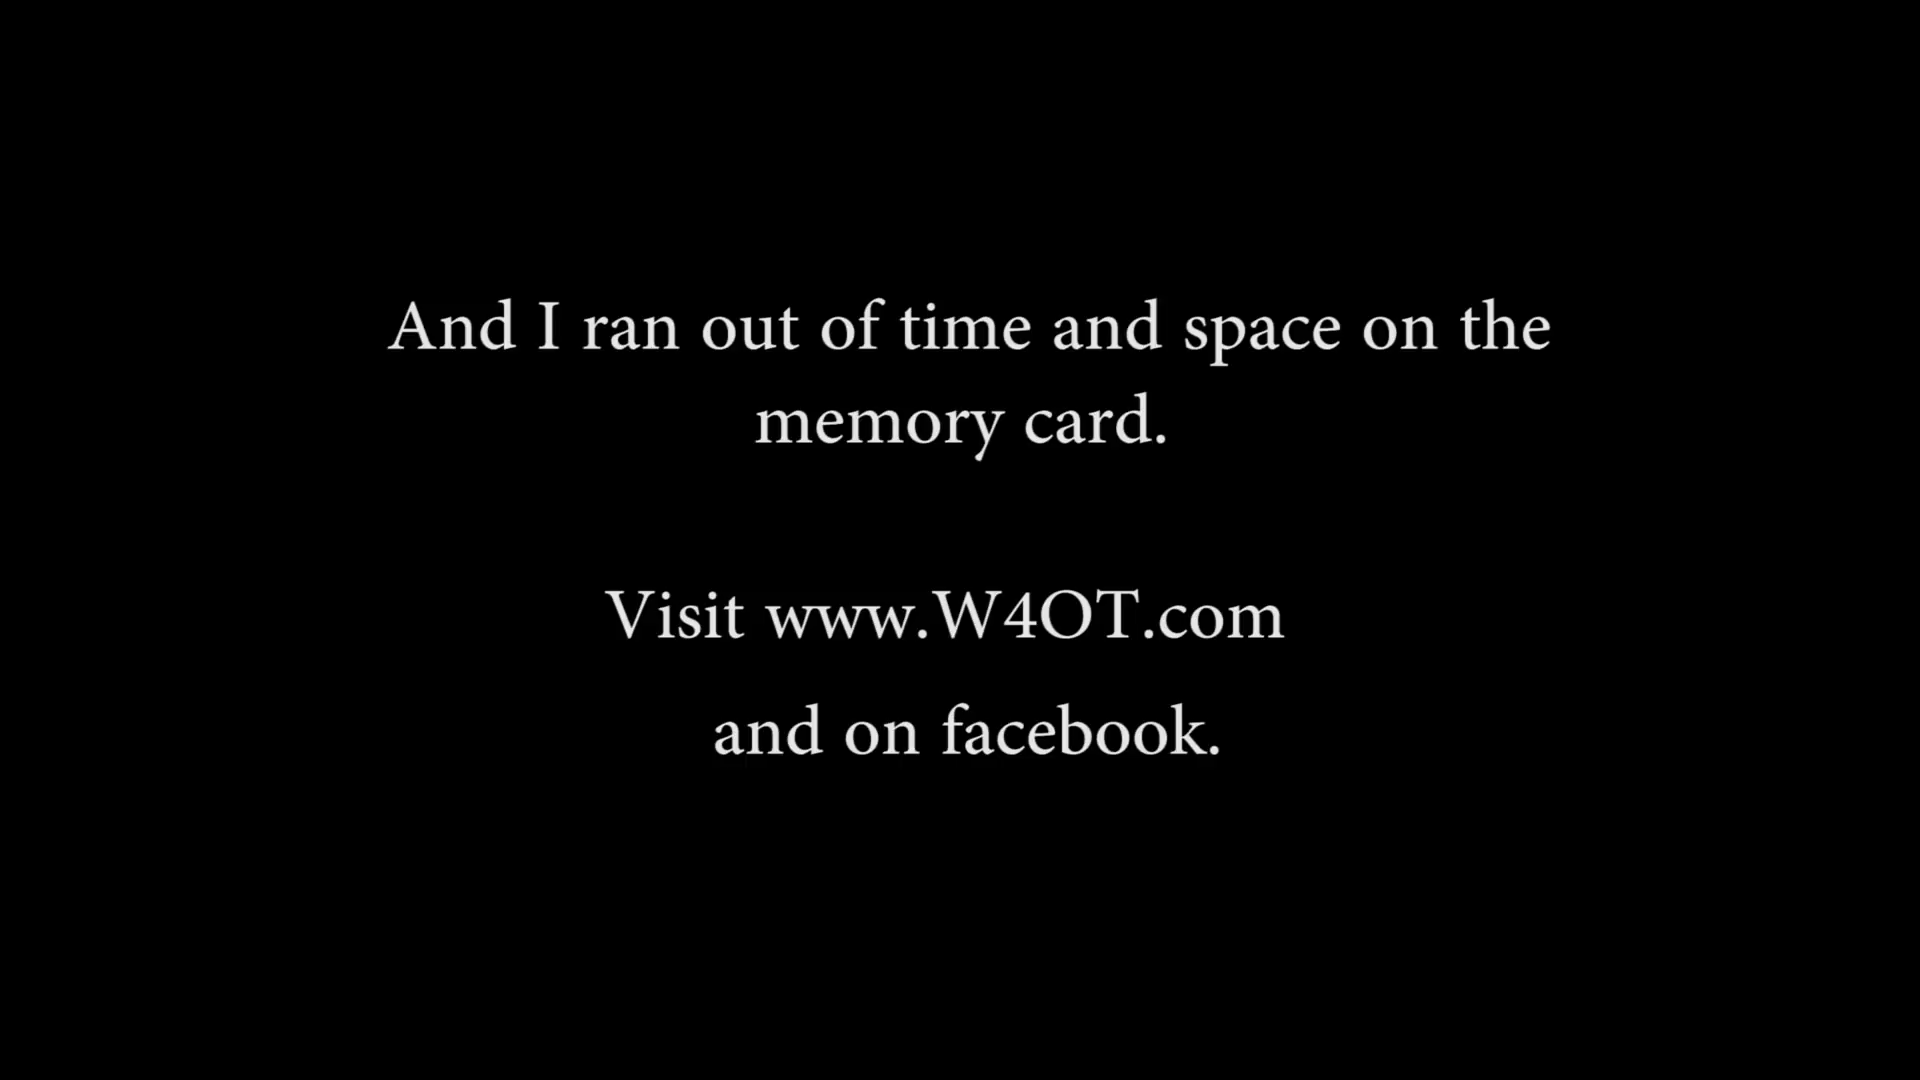 And I ran out of time and space on the
memory card.
Visit www.W4OT.com
and on facebook.